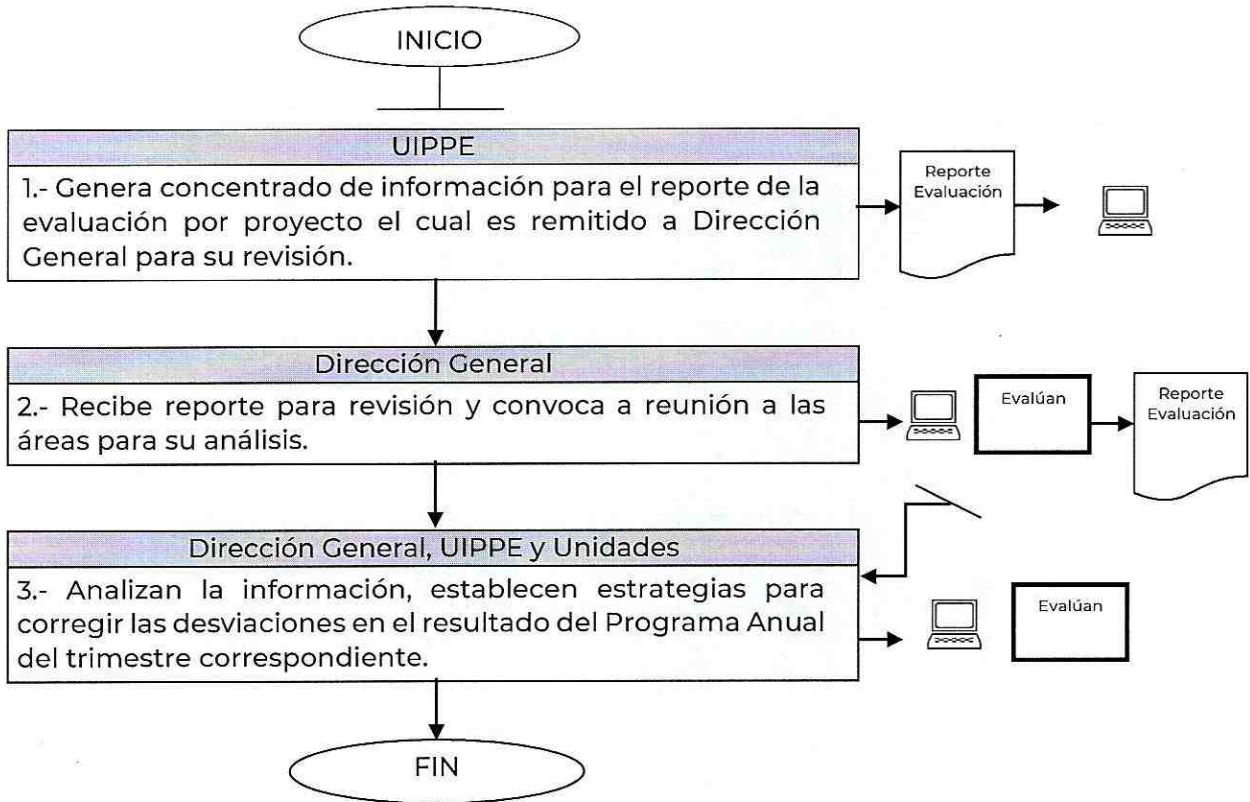 INICIO
UIPPE
1.- Genera concentrado de información para el reporte de la
evaluación por proyecto el cual es remitido a Dirección
General para su revisión.
Reporte
Evaluación
Dirección General
2.- Recibe reporte para revisión y convoca a reunión a las
áreas para su análisis.
Evalúan
Reporte
Evaluación
Dirección General, UIPPE y Unidades
3.- Analizan la información, establecen estrategias para
corregir las desviaciones en el resultado del Programa Anual
del trimestre correspondiente.
Evalúan
FIN